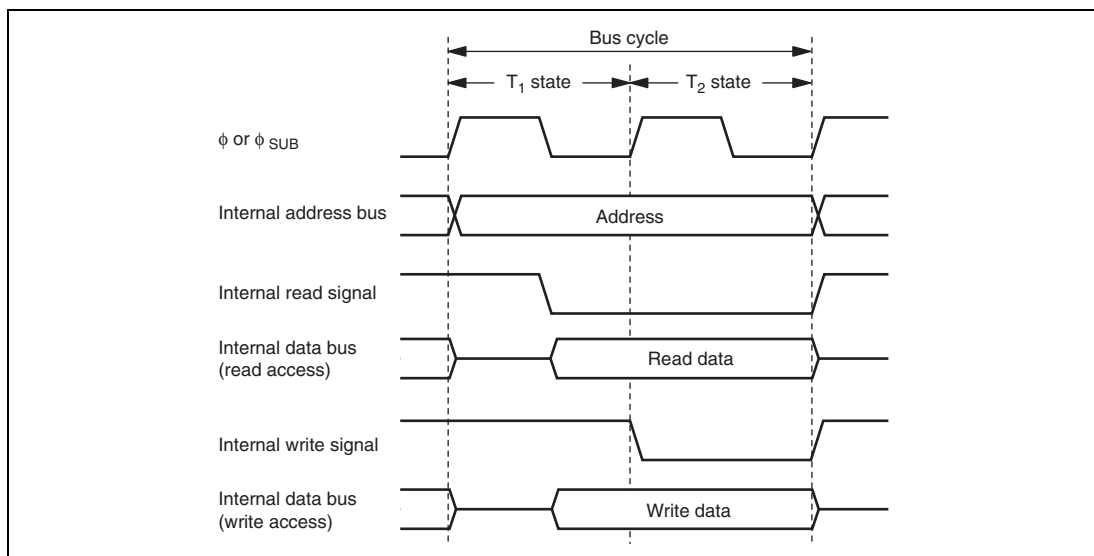 Bus cycle
T1 state
T2 state
φ or φ SUB
Internal address bus
Address
Internal read signal
Internal data bus
(read access)
Read data
Internal write signal
Internal data bus
(write access)
Write data